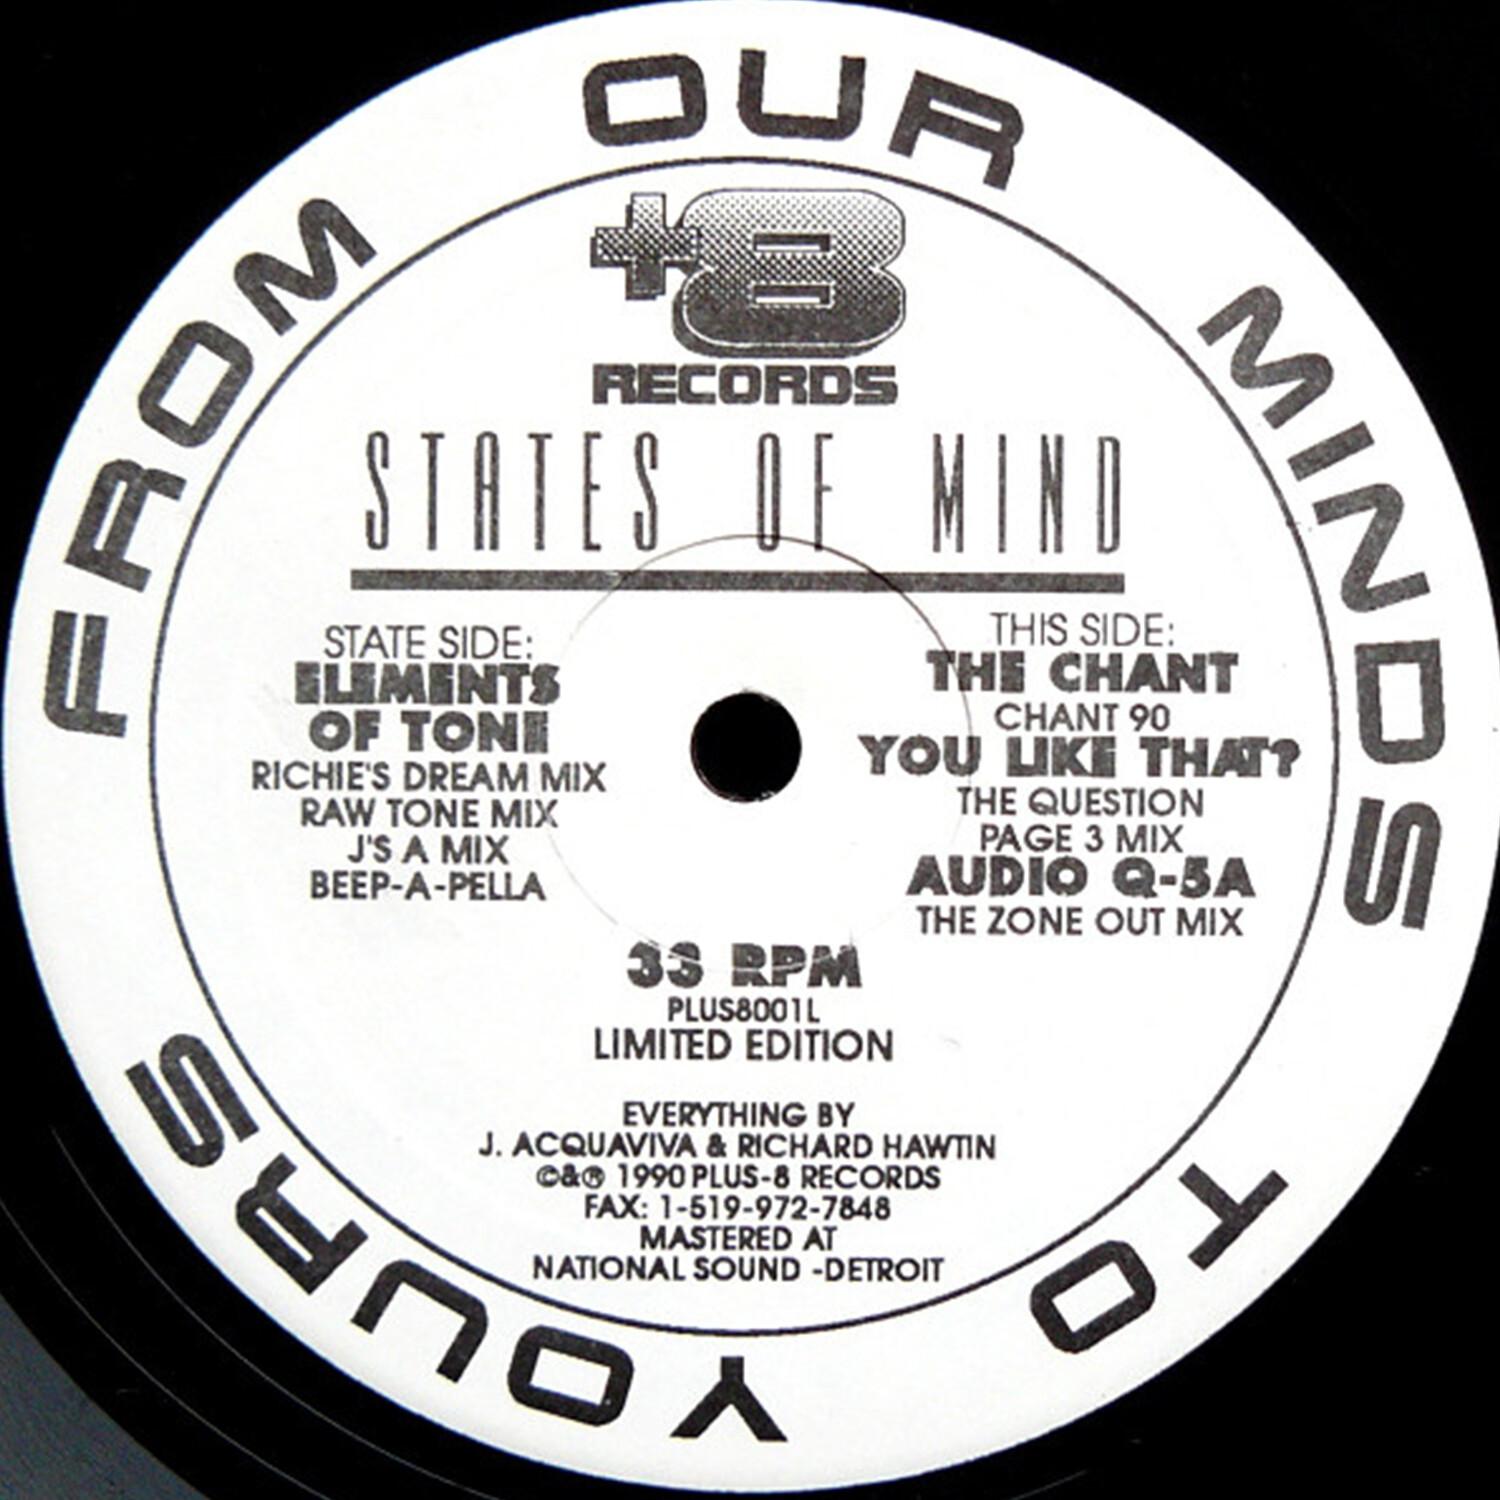 FROM OUR MINDS TO YOURS
+8
RECORDS
STATES OF MIND
STATE SIDE:
ELEMENTS
OF TONE
RICHIE'S DREAM MIX
RAW TONE MIX
J'S A MIX
BEEP-A-PELLA
THIS SIDE:
THE CHANT
CHANT 90
YOU LIKE THAT?
THE QUESTION
PAGE 3 MIX
AUDIO Q-5A
THE ZONE OUT MIX
33 RPM
PLUS8001L
LIMITED EDITION
EVERYTHING BY
J. ACQUAVIVA & RICHARD HAWTIN
©&℗ 1990 PLUS-8 RECORDS
FAX: 1-519-972-7848
MASTERED AT
NATIONAL SOUND -DETROIT